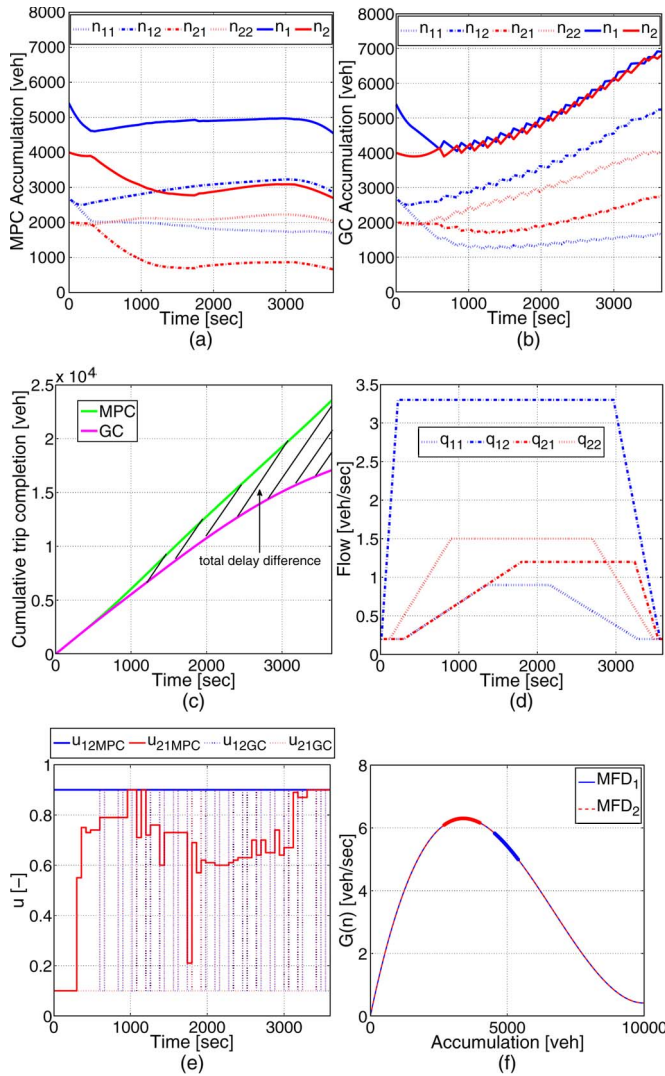 n11 n12 n21 n22 n1 n2
8000
7000
6000
5000
4000
3000
2000
1000
0
MPC Accumulation [veh]
0 1000 2000 3000
Time [sec]
(a)
n11 n12 n21 n22 n1 n2
8000
7000
6000
5000
4000
3000
2000
1000
0
GC Accumulation [veh]
0 1000 2000 3000
Time [sec]
(b)
x 10^4
2.5
2
1.5
1
0.5
0
Cumulative trip completion [veh]
MPC
GC
total delay difference
0 1000 2000 3000
Time [sec]
(c)
3.5
3
2.5
2
1.5
1
0.5
0
Flow [veh/sec]
q11 q12 q21 q22
0 1000 2000 3000
Time [sec]
(d)
u12MPC u21MPC u12GC u21GC
1
0.8
0.6
0.4
0.2
0
u [–]
0 1000 2000 3000
Time [sec]
(e)
8
6
4
2
0
G(n) [veh/sec]
MFD1
MFD2
0 5000 10000
Accumulation [veh]
(f)